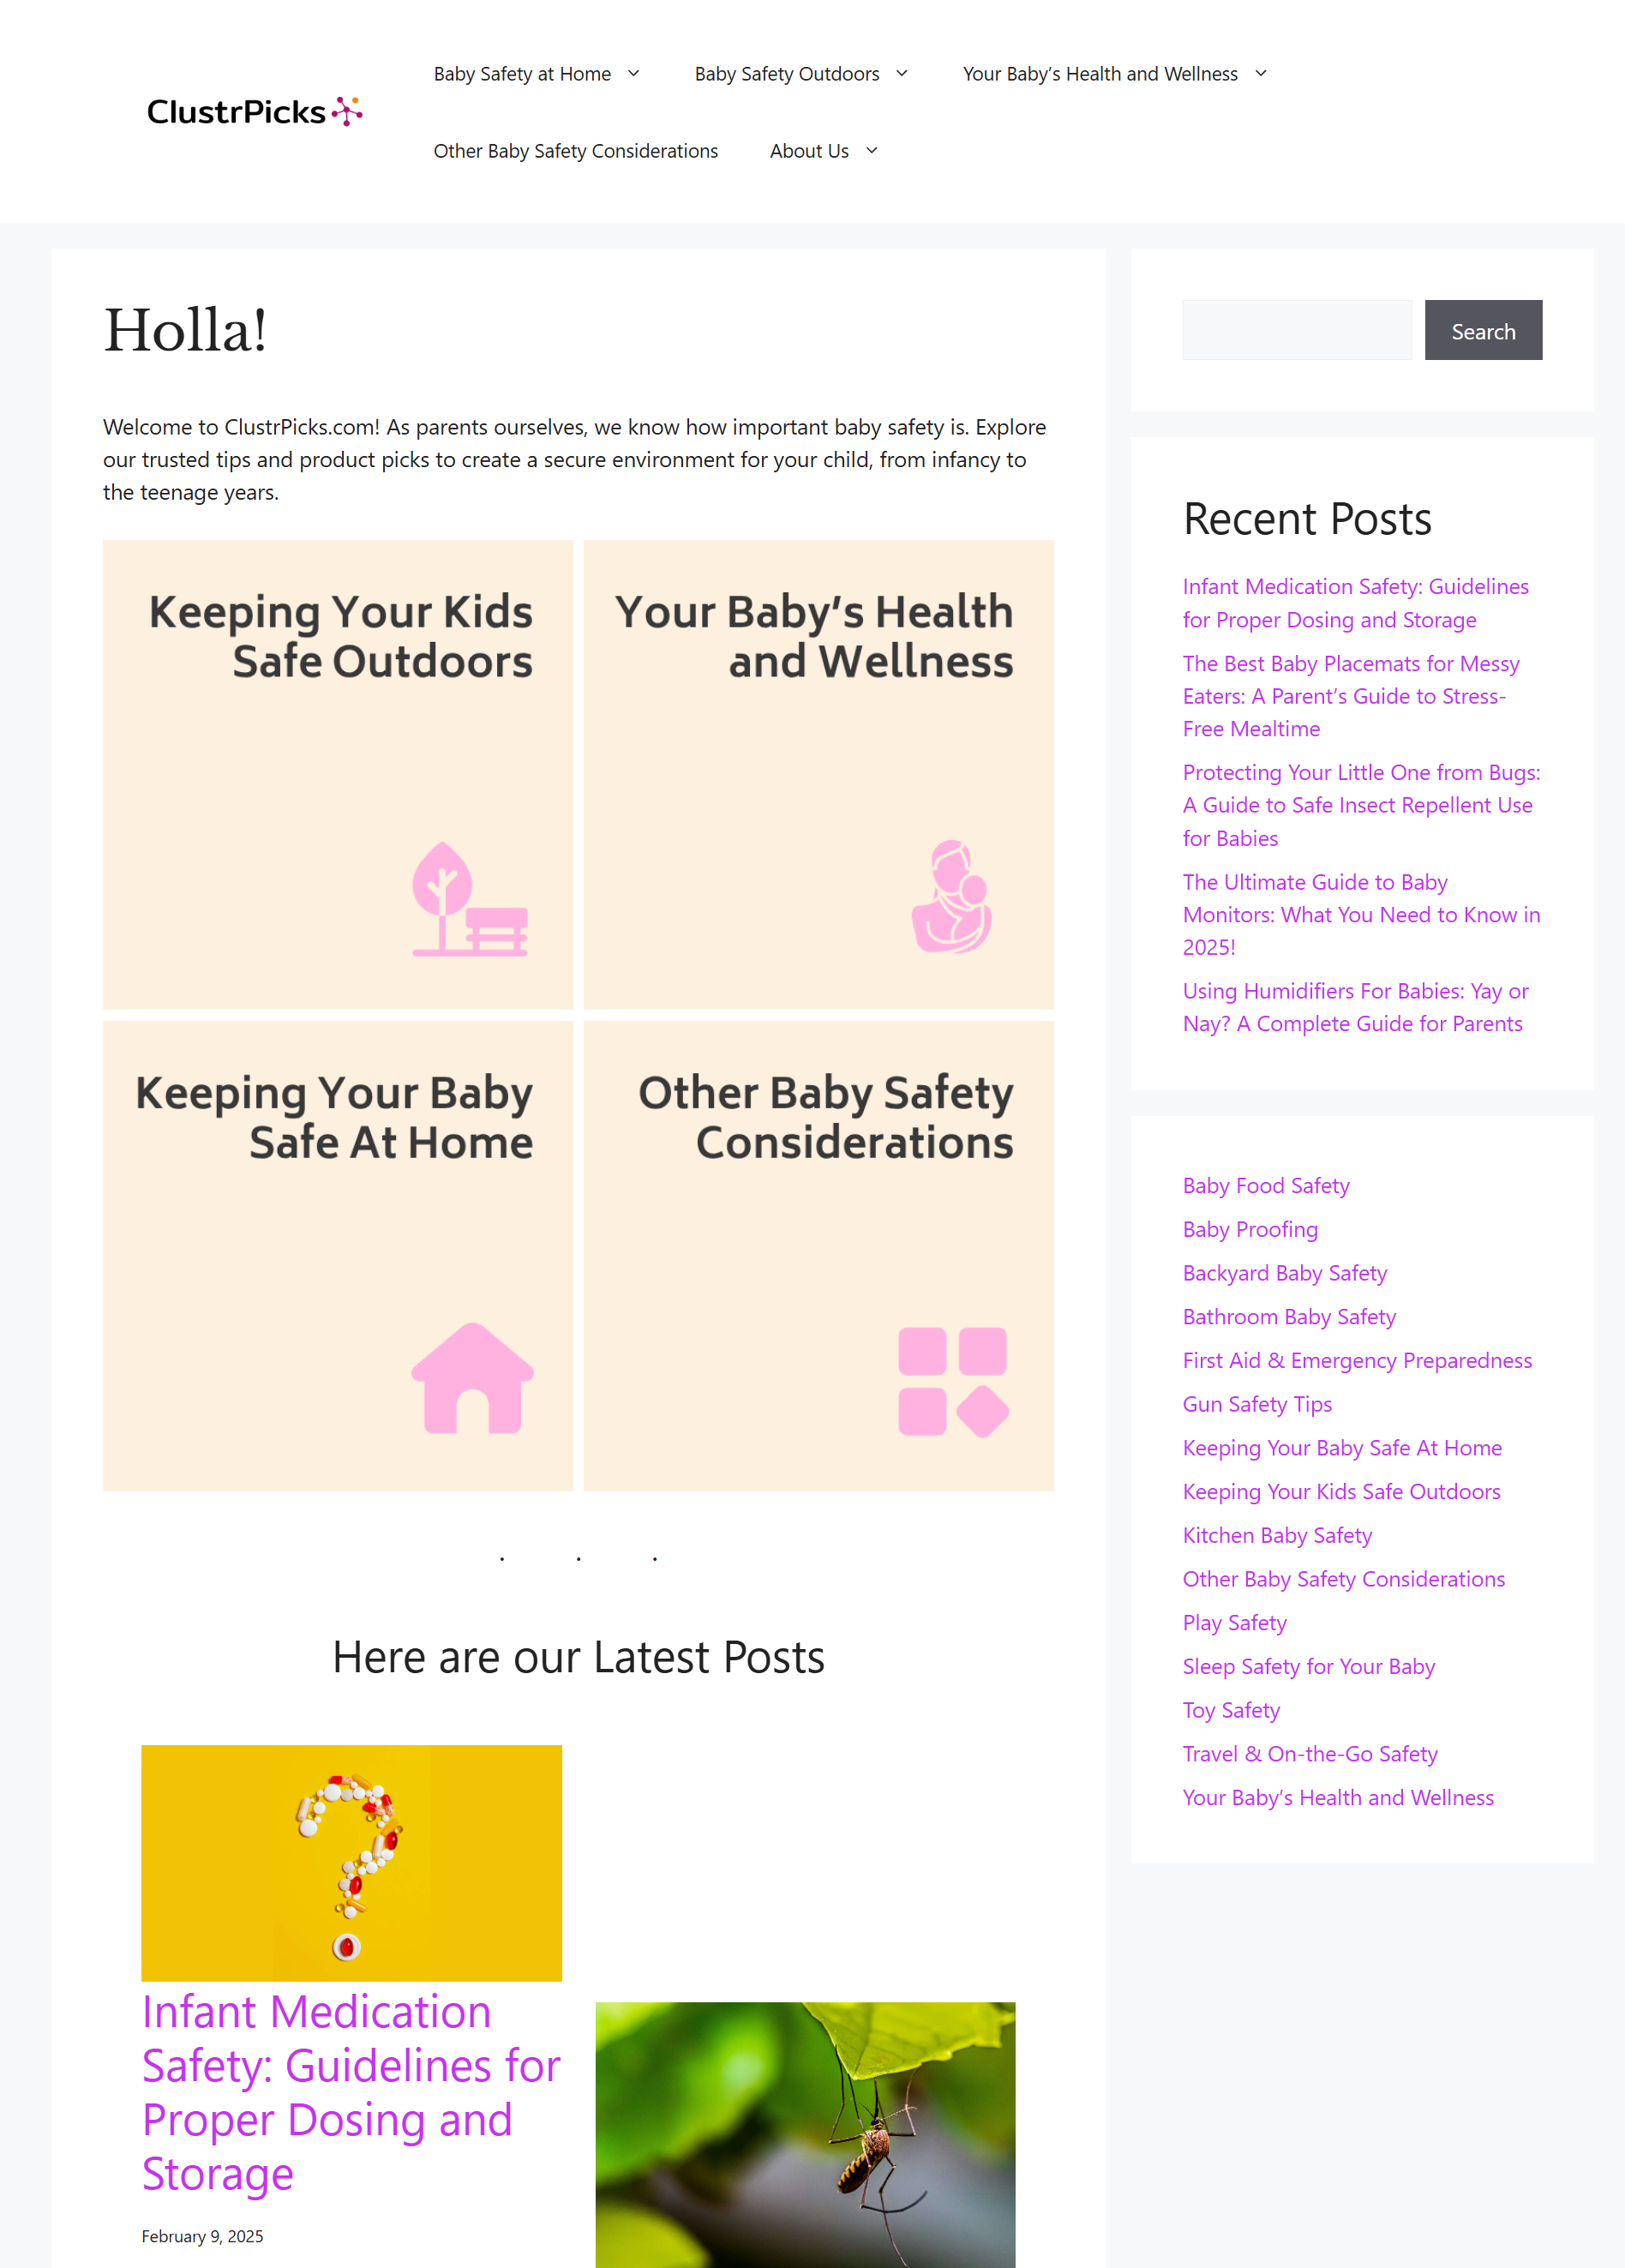 ClustrPicks
Baby Safety at Home
Baby Safety Outdoors
Your Baby’s Health and Wellness
Other Baby Safety Considerations
About Us
Holla!
Welcome to ClustrPicks.com! As parents ourselves, we know how important baby safety is. Explore
our trusted tips and product picks to create a secure environment for your child, from infancy to
the teenage years.
Keeping Your Kids
Safe Outdoors
Your Baby’s Health
and Wellness
Keeping Your Baby
Safe At Home
Other Baby Safety
Considerations
. . .
Here are our Latest Posts
Infant Medication
Safety: Guidelines for
Proper Dosing and
Storage
February 9, 2025
Search
Recent Posts
Infant Medication Safety: Guidelines
for Proper Dosing and Storage
The Best Baby Placemats for Messy
Eaters: A Parent’s Guide to Stress-
Free Mealtime
Protecting Your Little One from Bugs:
A Guide to Safe Insect Repellent Use
for Babies
The Ultimate Guide to Baby
Monitors: What You Need to Know in
2025!
Using Humidifiers For Babies: Yay or
Nay? A Complete Guide for Parents
Baby Food Safety
Baby Proofing
Backyard Baby Safety
Bathroom Baby Safety
First Aid & Emergency Preparedness
Gun Safety Tips
Keeping Your Baby Safe At Home
Keeping Your Kids Safe Outdoors
Kitchen Baby Safety
Other Baby Safety Considerations
Play Safety
Sleep Safety for Your Baby
Toy Safety
Travel & On-the-Go Safety
Your Baby’s Health and Wellness